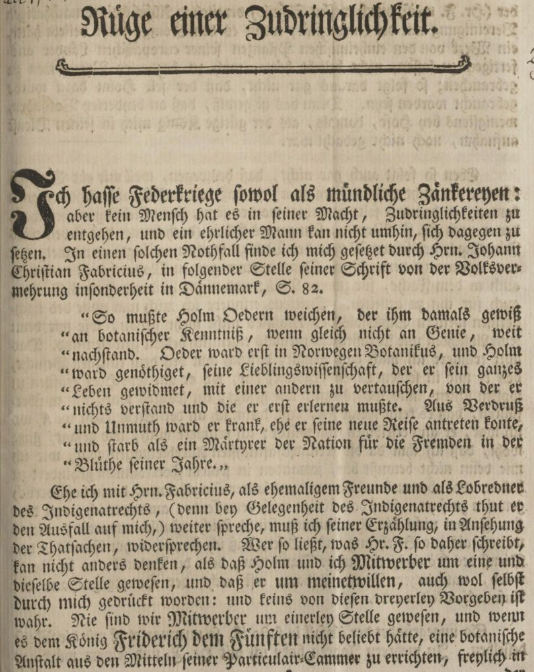 Rüge einer Zudringlichkeit.
Ich hasse Federkriege sowol als mündliche Zänkereyen:
aber kein Mensch hat es in seiner Macht, Zudringlichkeiten zu
entgehen, und ein ehrlicher Mann kan nicht umhin, sich dagegen zu
setzen. In einen solchen Nothfall finde ich mich gesetzet durch Hrn. Johann
Christian Fabricius, in folgender Stelle seiner Schrift von der Volksver-
mehrung insonderheit in Dännemark, S. 82.
"So mußte Holm Oedern weichen, der ihm damals gewiß
"an botanischer Kenntniß, wenn gleich nicht an Genie, weit
"nachstand. Oeder ward erst in Norwegen Botanikus, und Holm
"ward genöthiget, seine Lieblingswissenschaft, der er sein ganzes
"Leben gewidmet, mit einer andern zu vertauschen, von der er
"nichts verstand und die er erst erlernen mußte. Aus Verdruß
"und Unmuth ward er krank, ehe er seine neue Reise antreten konte,
"und starb als ein Märtyrer der Nation für die Fremden in der
"Blüthe seiner Jahre.„
Ehe ich mit Hrn. Fabricius, als ehemaligem Freunde und als Lobredner
des Indigenatrechts, (denn bey Gelegenheit des Indigenatrechts thut er
den Ausfall auf mich,) weiter spreche, muß ich seiner Erzählung, in Ansehung
der Thatsachen, widersprechen. Wer so ließt, was Hr. F. so daher schreibt,
kan nicht anders denken, als daß Holm und ich Mitwerber um eine und
dieselbe Stelle gewesen, und daß er um meinetwillen, auch wol selbst
durch mich gedrückt worden: und keins von diesen dreyerley Vorgeben ist
wahr. Nie sind wir Mitwerber um einerley Stelle gewesen, und wenn
es dem König Friderich dem Fünften nicht beliebt hätte, eine botanische
Anstalt aus den Mitteln seiner Particulair-Cammer zu errichten, freylich in